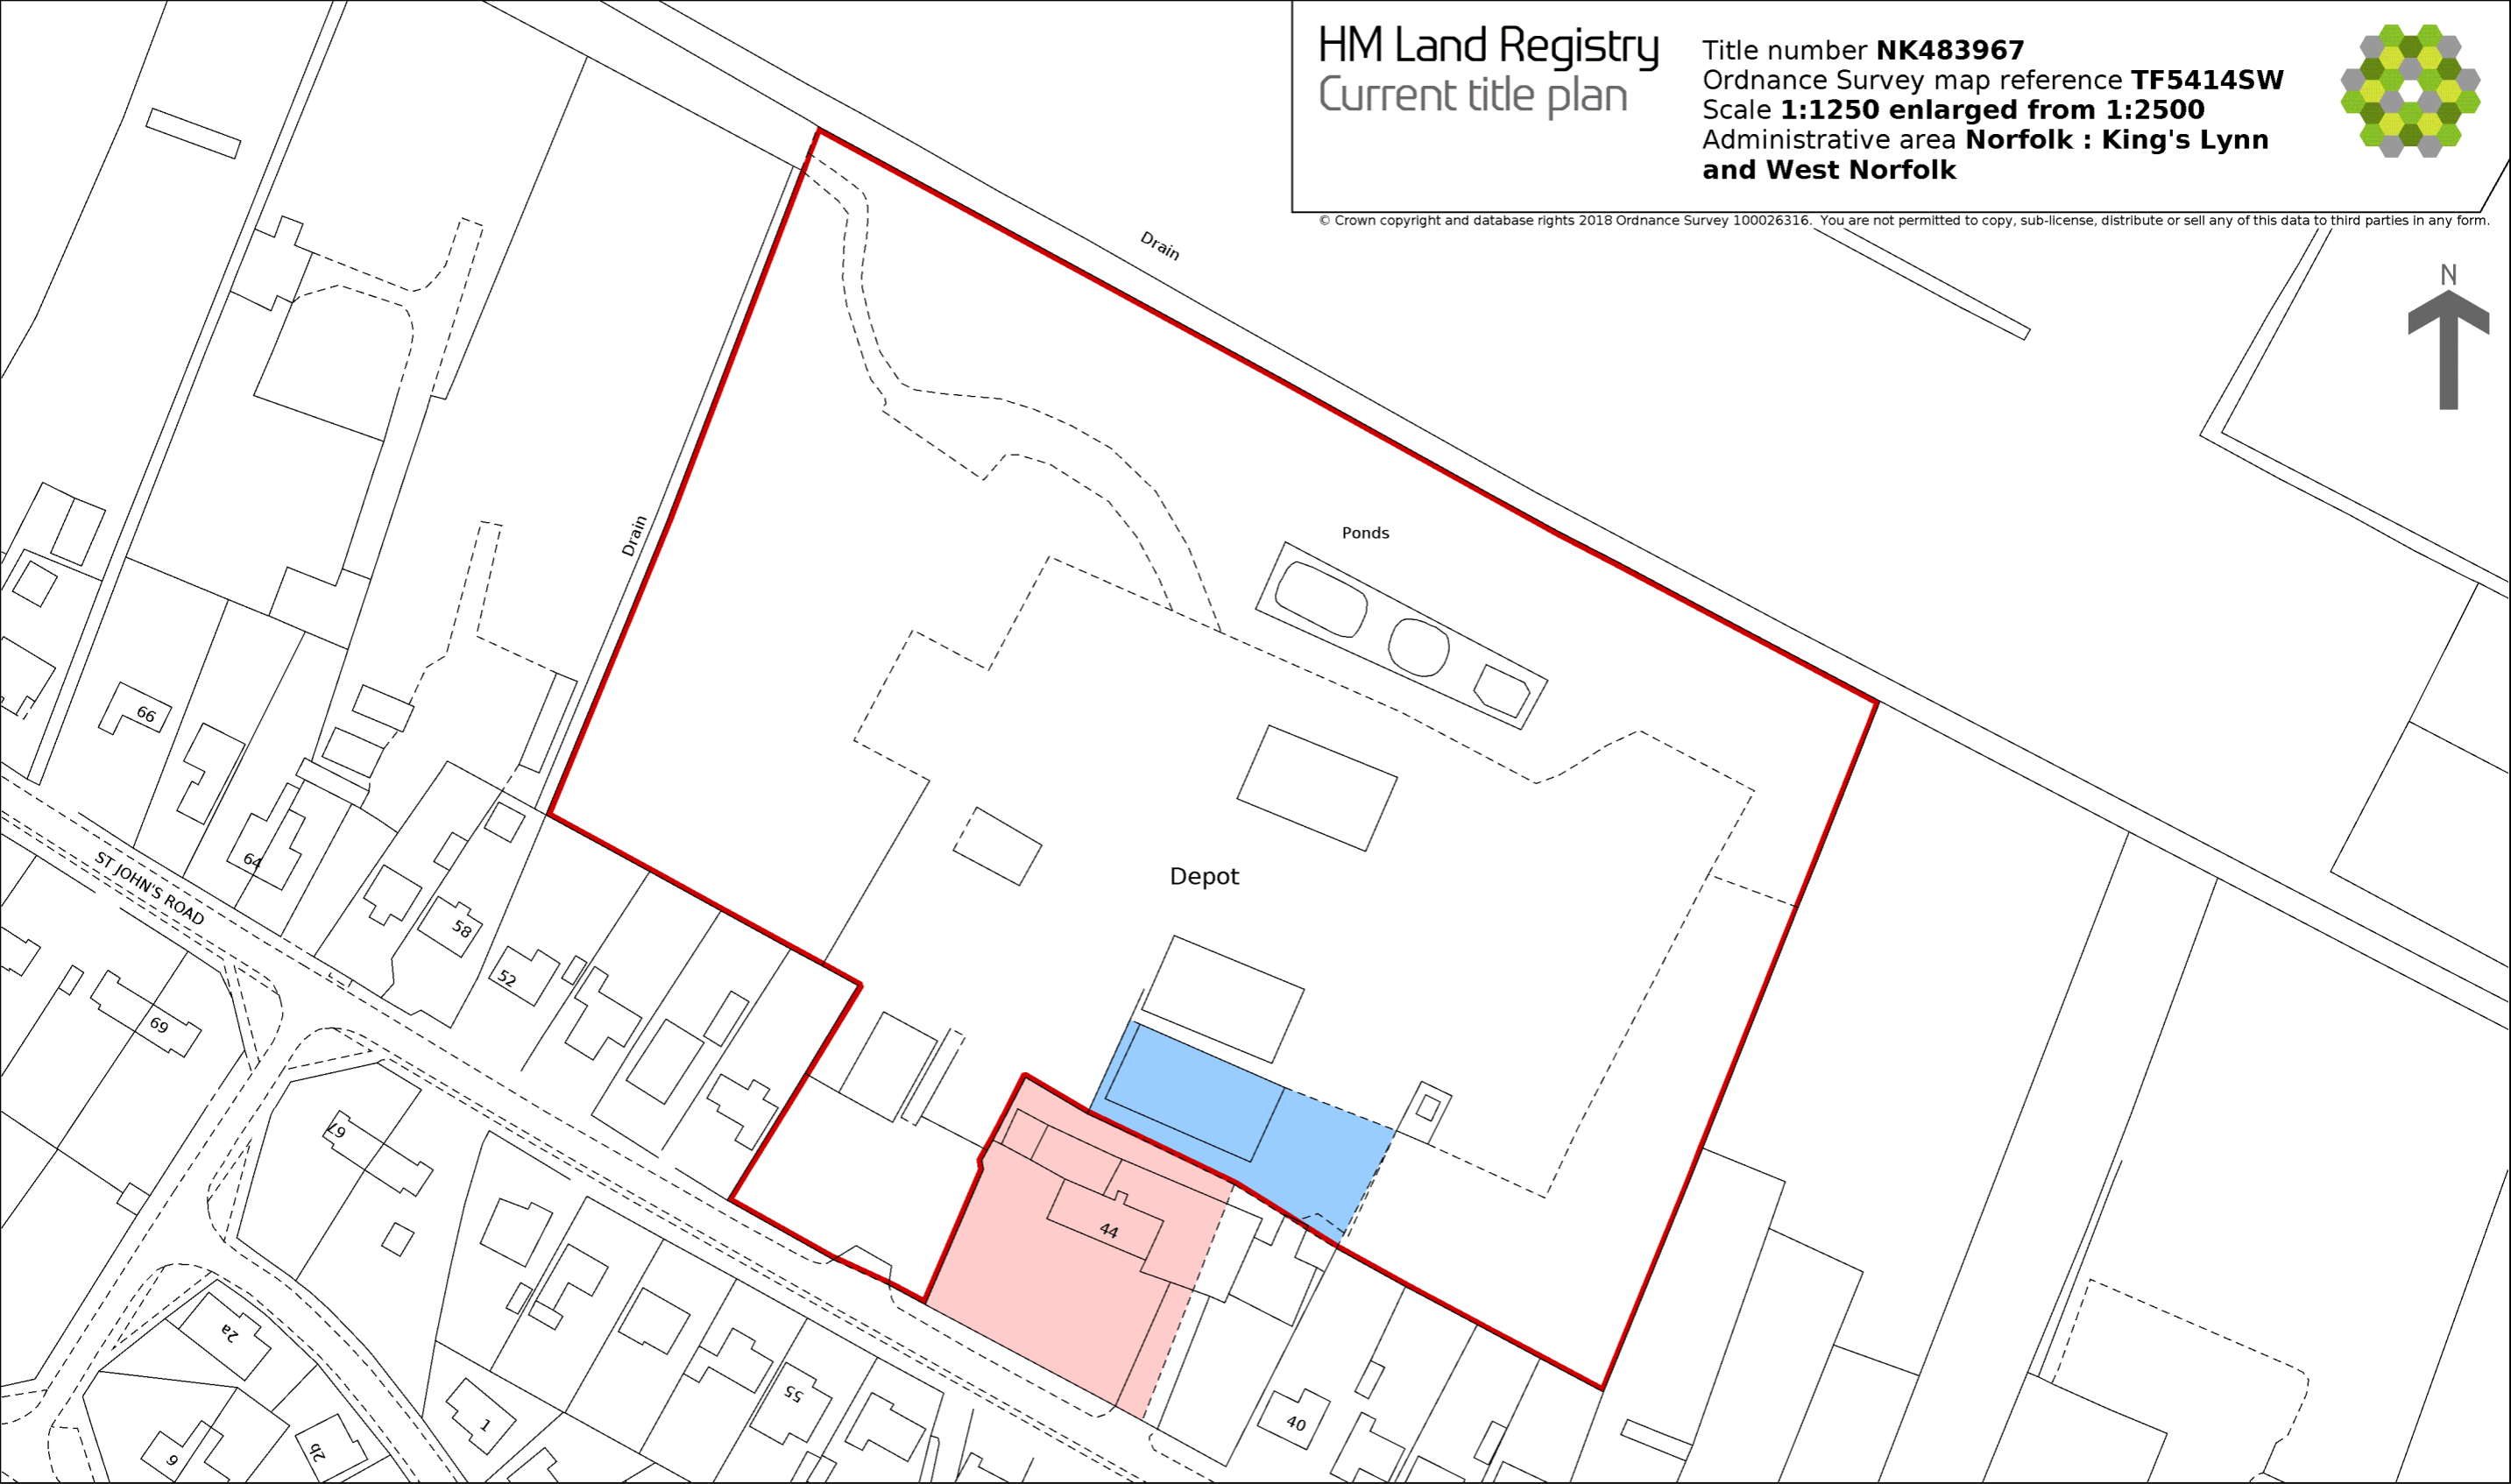 HM Land Registry
Current title plan
Title number NK483967
Ordnance Survey map reference TF5414SW
Scale 1:1250 enlarged from 1:2500
Administrative area Norfolk : King's Lynn
and West Norfolk
© Crown copyright and database rights 2018 Ordnance Survey 100026316. You are not permitted to copy, sub-license, distribute or sell any of this data to third parties in any form.
N
Drain
Drain
Ponds
66
64
Depot
ST JOHN'S ROAD
58
52
69
67
44
2a
55
1
40
2b
6